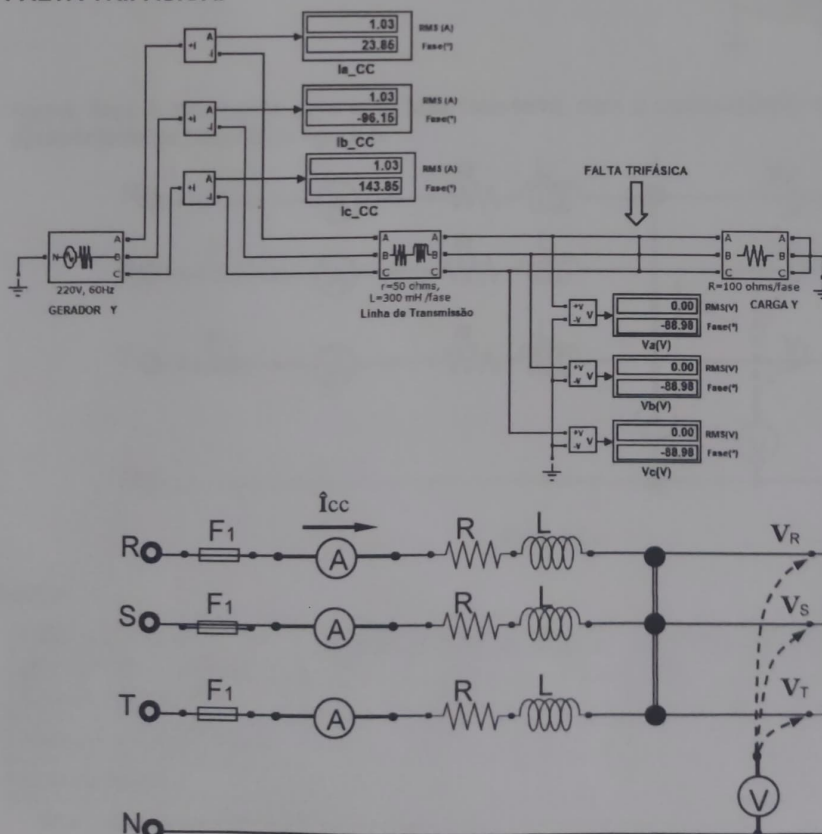 1.03 RMS (A)
23.85 Fase(°)
Ia_CC
1.03 RMS (A)
-96.15 Fase(°)
Ib_CC
1.03 RMS (A)
143.85 Fase(°)
Ic_CC
+i A -i
+i A -i
+i A -i
FALTA TRIFÁSICA
N A B C
220V, 60Hz
GERADOR Y
A A
B B
C C
r=50 ohms,
L=300 mH /fase
Linha de Transmissão
A A
B B
C C
R=100 ohms/fase
CARGA Y
+v -v V
0.00 RMS(V)
-88.98 Fase(°)
Va(V)
+v -v V
0.00 RMS(V)
-88.98 Fase(°)
Vb(V)
+v -v V
0.00 RMS(V)
-88.98 Fase(°)
Vc(V)
ÎCC
R F1 A R L VR
S F1 A R L VS
T F1 A R L VT
V
N